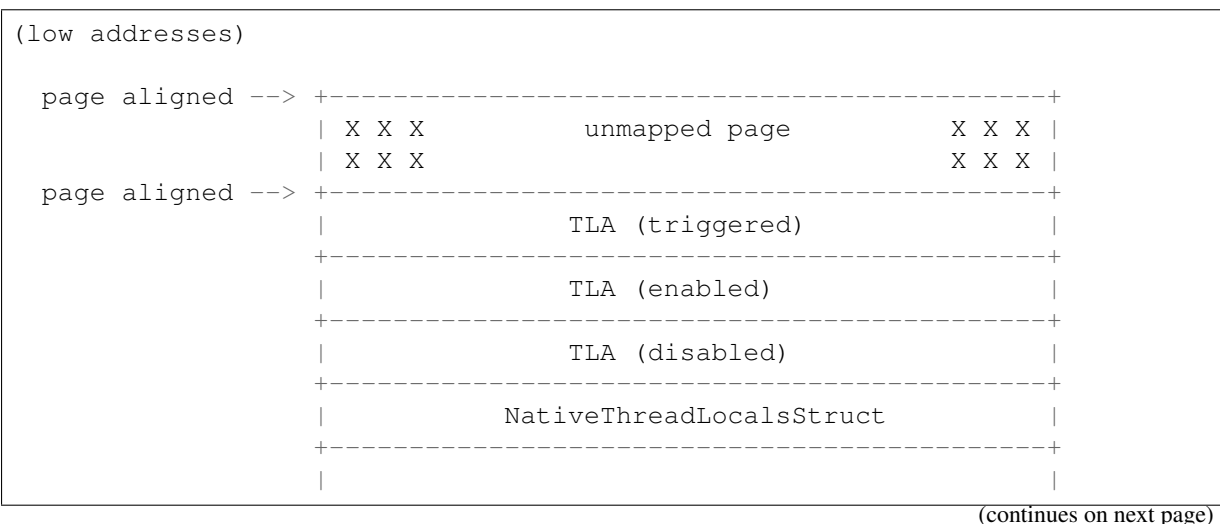 (low addresses)
page aligned --> +---------------------------------------------+
| X X X unmapped page X X X |
| X X X X X X |
page aligned --> +---------------------------------------------+
| TLA (triggered) |
+---------------------------------------------+
| TLA (enabled) |
+---------------------------------------------+
| TLA (disabled) |
+---------------------------------------------+
| NativeThreadLocalsStruct |
+---------------------------------------------+
| |
(continues on next page)